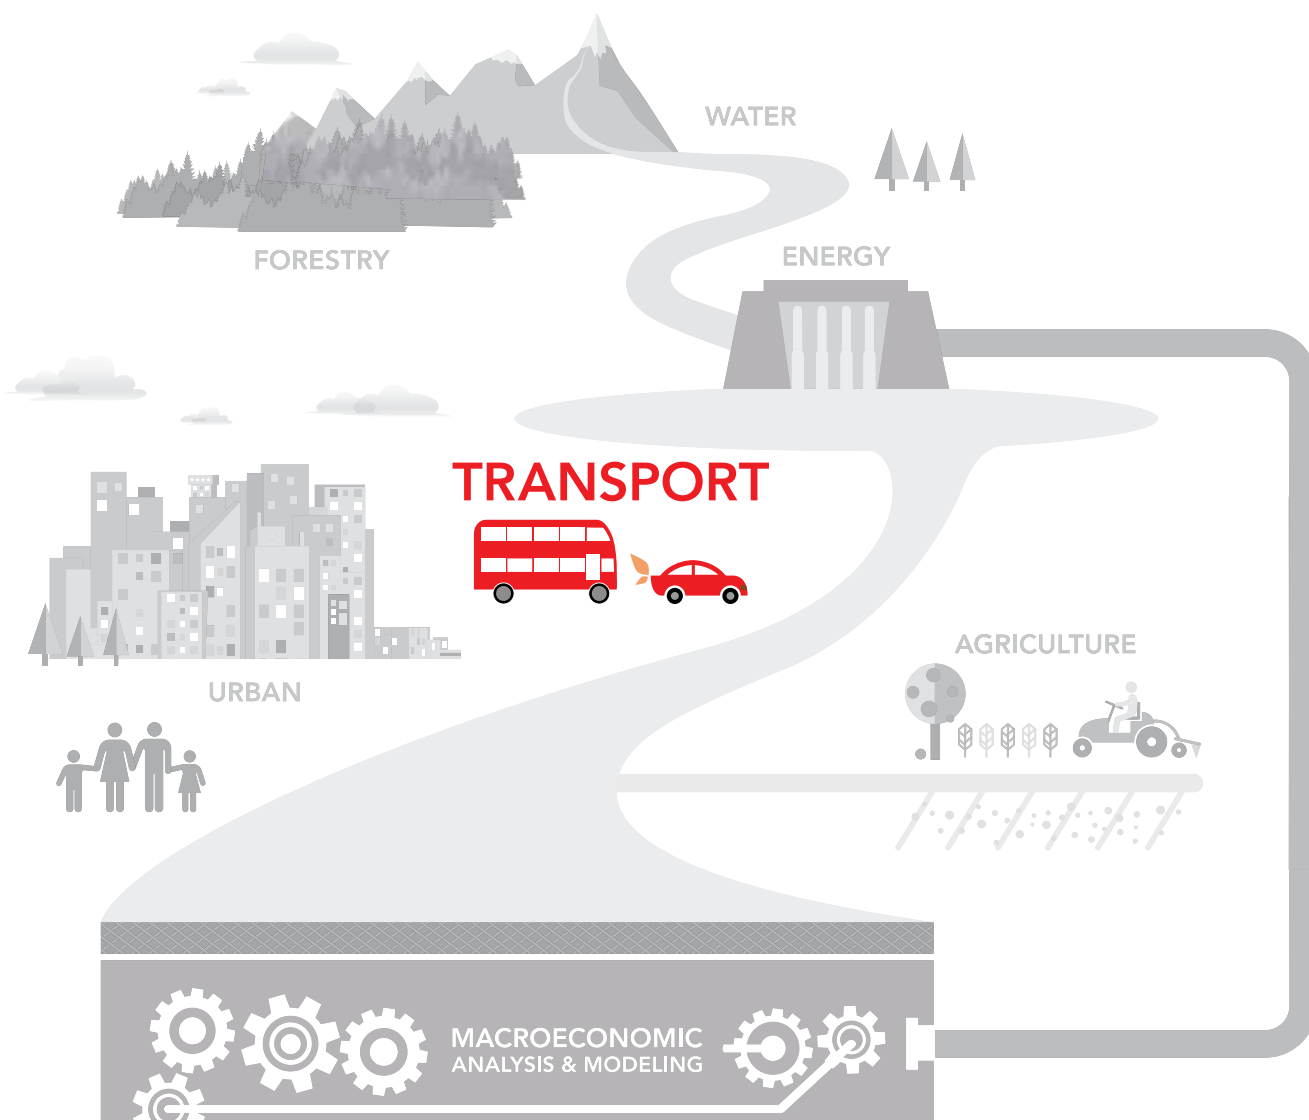 WATER
FORESTRY
ENERGY
TRANSPORT
AGRICULTURE
URBAN
MACROECONOMIC
ANALYSIS & MODELING